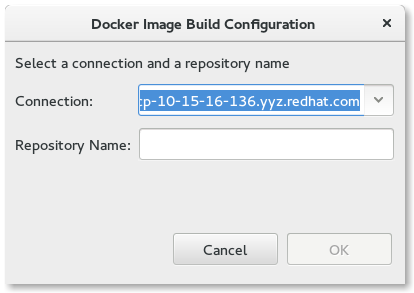 Docker Image Build Configuration
Select a connection and a repository name
Connection: :p-10-15-16-136.yyz.redhat.com
Repository Name:
Cancel OK